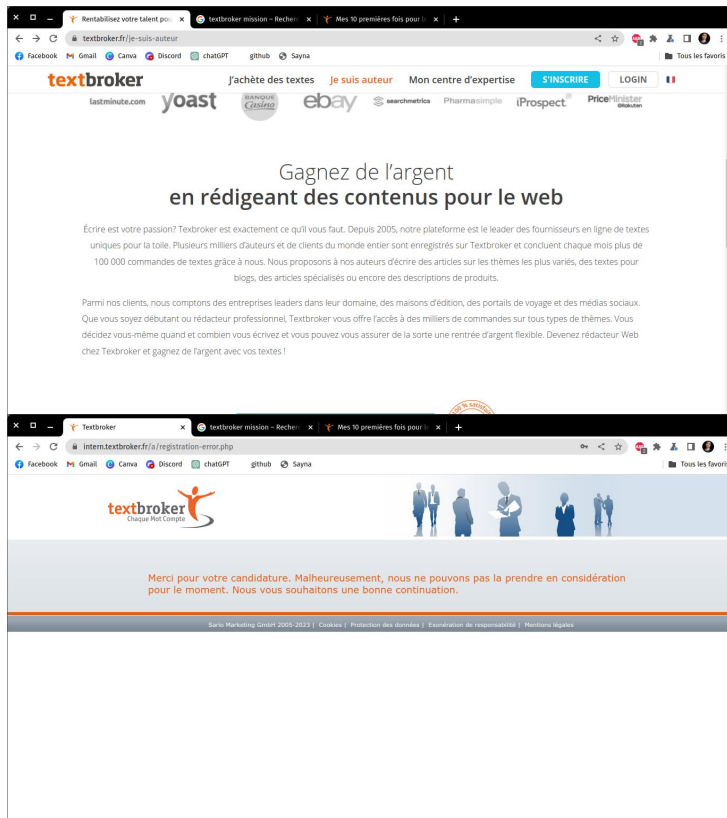 Rentabilisez votre talent pou
textbroker mission – Recher
Mes 10 premières fois pour l
textbroker.fr/je-suis-auteur
Facebook Gmail Canva Discord chatGPT github Sayna Tous les favoris
textbroker J'achète des textes Je suis auteur Mon centre d'expertise S'INSCRIRE LOGIN
lastminute.com yoast BANQUE Casino ebay searchmetrics Pharmasimple iProspect PriceMinister
Gagnez de l'argent
en rédigeant des contenus pour le web
Écrire est votre passion? Texbroker est exactement ce qu'il vous faut. Depuis 2005, notre plateforme est le leader des fournisseurs en ligne de textes
uniques pour la toile. Plusieurs milliers d'auteurs et de clients du monde entier sont enregistrés sur Textbroker et concluent chaque mois plus de
100 000 commandes de textes grâce à nous. Nous proposons à nos auteurs d'écrire des articles sur les thèmes les plus variés, des textes pour
blogs, des articles spécialisés ou encore des descriptions de produits.
Parmi nos clients, nous comptons des entreprises leaders dans leur domaine, des maisons d'édition, des portails de voyage et des médias sociaux.
Que vous soyez débutant ou rédacteur professionnel, Textbroker vous offre l'accès à des milliers de commandes sur tous types de thèmes. Vous
décidez vous-même quand et combien vous écrivez et vous pouvez vous assurer de la sorte une rentrée d'argent flexible. Devenez rédacteur Web
chez Texbroker et gagnez de l'argent avec vos textes !
Textbroker
textbroker mission – Recher
Mes 10 premières fois pour l
intern.textbroker.fr/a/registration-error.php
Facebook Gmail Canva Discord chatGPT github Sayna Tous les favoris
textbroker
Chaque Mot Compte
Merci pour votre candidature. Malheureusement, nous ne pouvons pas la prendre en considération
pour le moment. Nous vous souhaitons une bonne continuation.
Sario Marketing GmbH 2005-2023 | Cookies | Protection des données | Exonération de responsabilité | Mentions légales